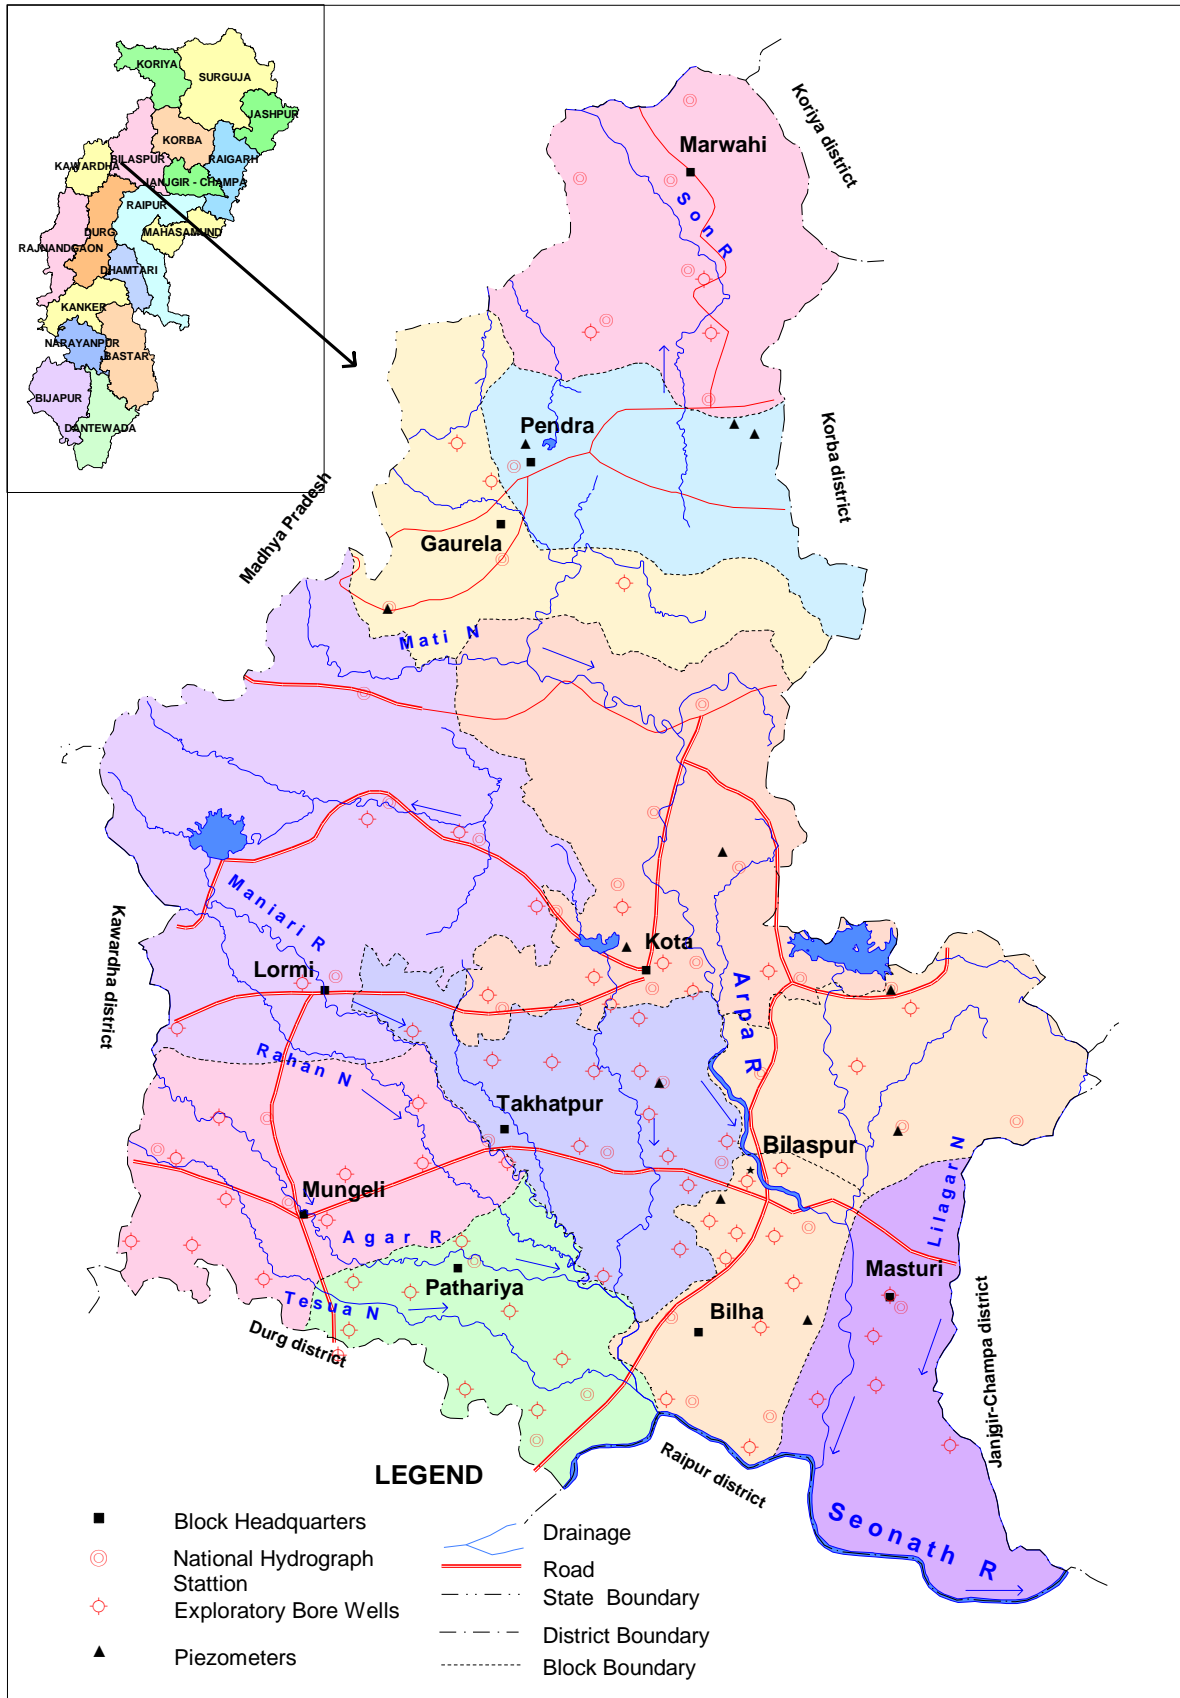 KORIYA
SURGUJA
JASHPUR
KORBA
BILASPUR
RAIGARH
KAWARDHA
JANJGIR - CHAMPA
RAIPUR
DURG
MAHASAMUND
RAJNANDGAON
DHAMTARI
KANKER
NARAYANPUR
BASTAR
BIJAPUR
DANTEWADA
Koriya district
Marwahi
Son R
Pendra
Korba district
Madhya Pradesh
Gaurela
Mati N
Maniari R
Kawardha district
Kota
Lormi
Arpa R
Rahan N
Takhatpur
Bilaspur
Lilagar N
Mungeli
Agar R
Masturi
Pathariya
Tesua N
Bilha
Durg district
Janjgir-Champa district
Raipur district
Seonath R
LEGEND
Block Headquarters
National Hydrograph
Stattion
Exploratory Bore Wells
Piezometers
Drainage
Road
State Boundary
District Boundary
Block Boundary